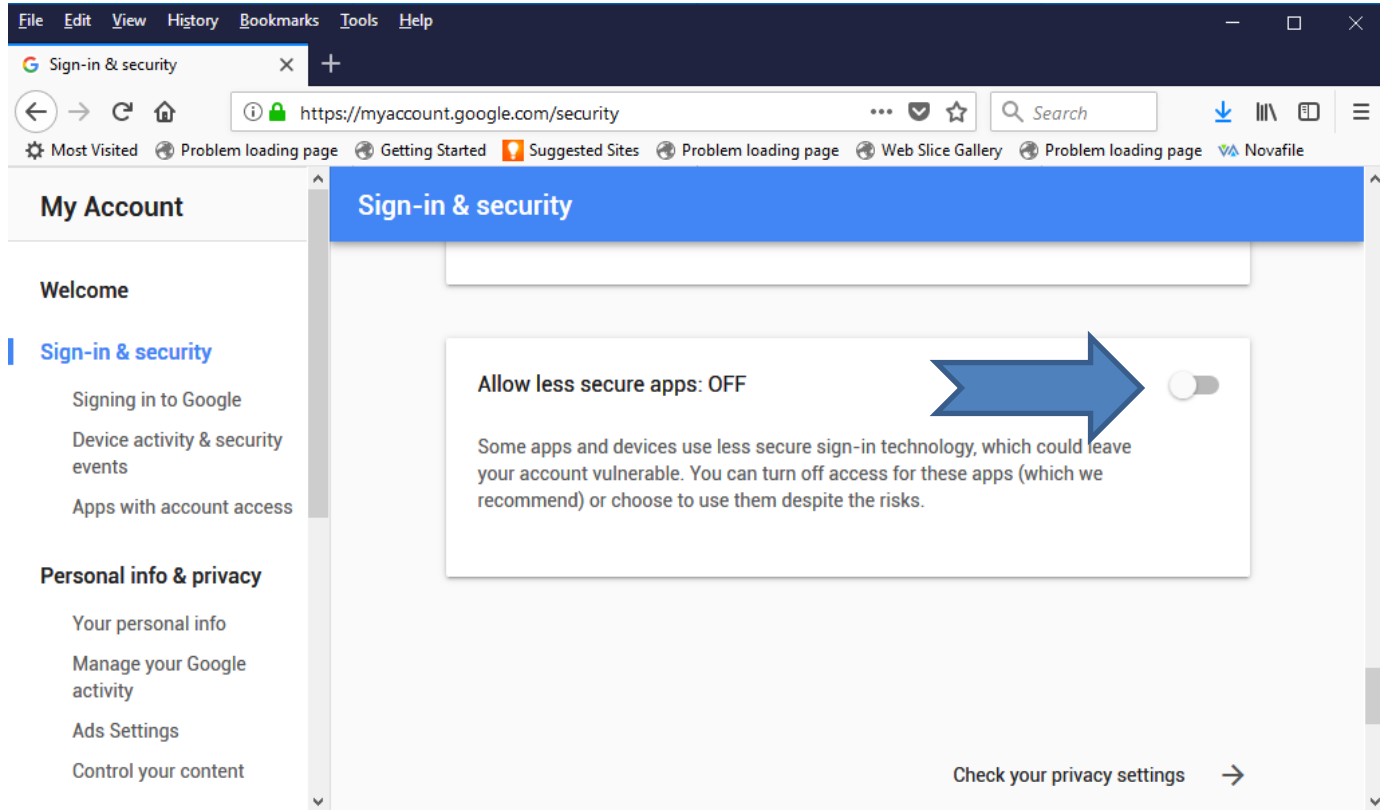 File Edit View History Bookmarks Tools Help
Sign-in & security
https://myaccount.google.com/security
Search
Most Visited Problem loading page Getting Started Suggested Sites Problem loading page Web Slice Gallery Problem loading page Novafile
My Account
Sign-in & security
Welcome
Sign-in & security
Signing in to Google
Device activity & security
events
Apps with account access
Personal info & privacy
Your personal info
Manage your Google
activity
Ads Settings
Control your content
Allow less secure apps: OFF
Some apps and devices use less secure sign-in technology, which could leave
your account vulnerable. You can turn off access for these apps (which we
recommend) or choose to use them despite the risks.
Check your privacy settings